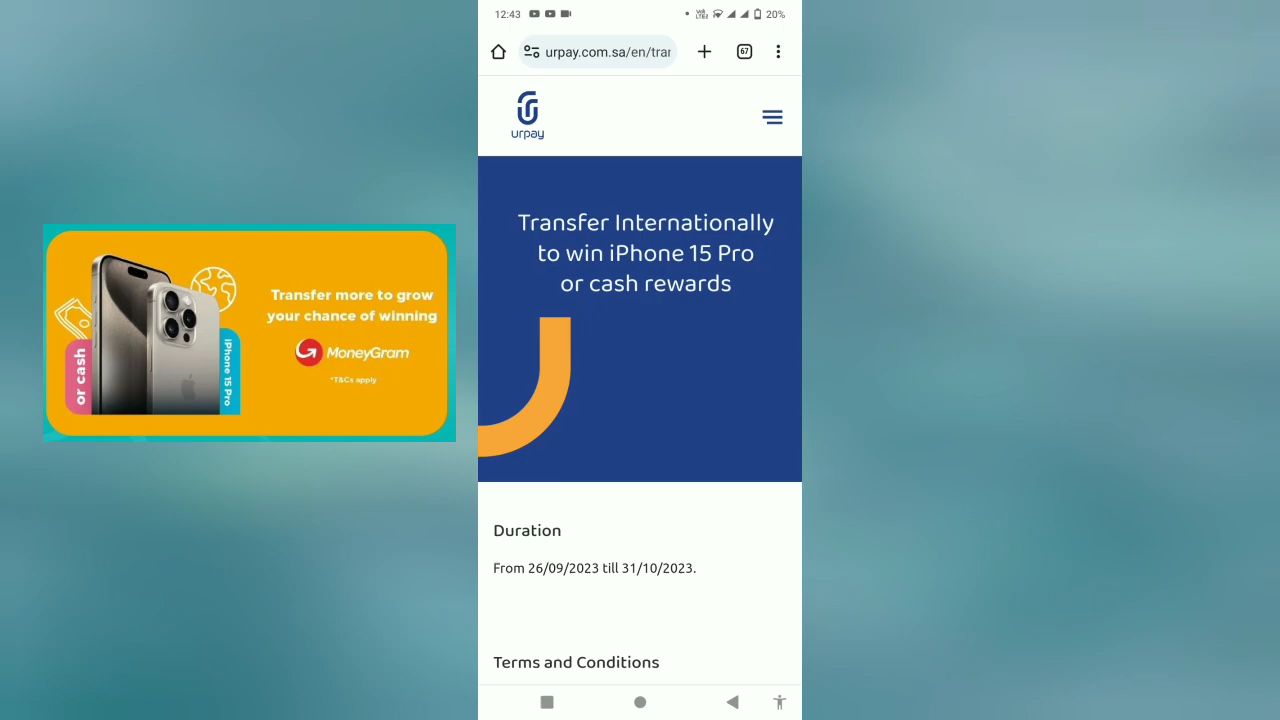 12:43
20%
67
urpay.com.sa/en/trar
urpay
Transfer Internationally
to win iPhone 15 Pro
or cash rewards
Duration
From 26/09/2023 till 31/10/2023.
Terms and Conditions
Transfer more to grow
your chance of winning
MoneyGram
*T&Cs apply
or cash
iPhone 15 Pro